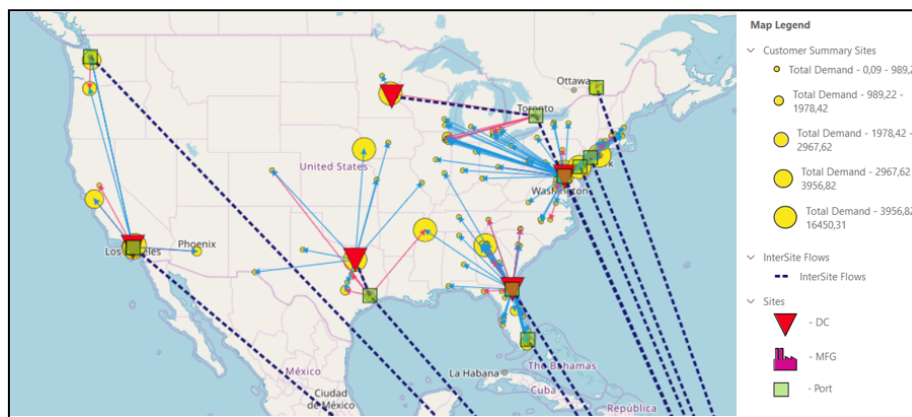 Ottawa
Toronto
United States
Washington
Los Angeles
Phoenix
México
Ciudad
de México
La Habana
The Bahamas
Cuba
Republica
Map Legend
Customer Summary Sites
Total Demand - 0,09 - 989,2
Total Demand - 989,22 -
1978,42
Total Demand - 1978,42 -
2967,62
Total Demand - 2967,62
3956,82
Total Demand - 3956,82
16450,31
InterSite Flows
InterSite Flows
Sites
- DC
- MFG
- Port